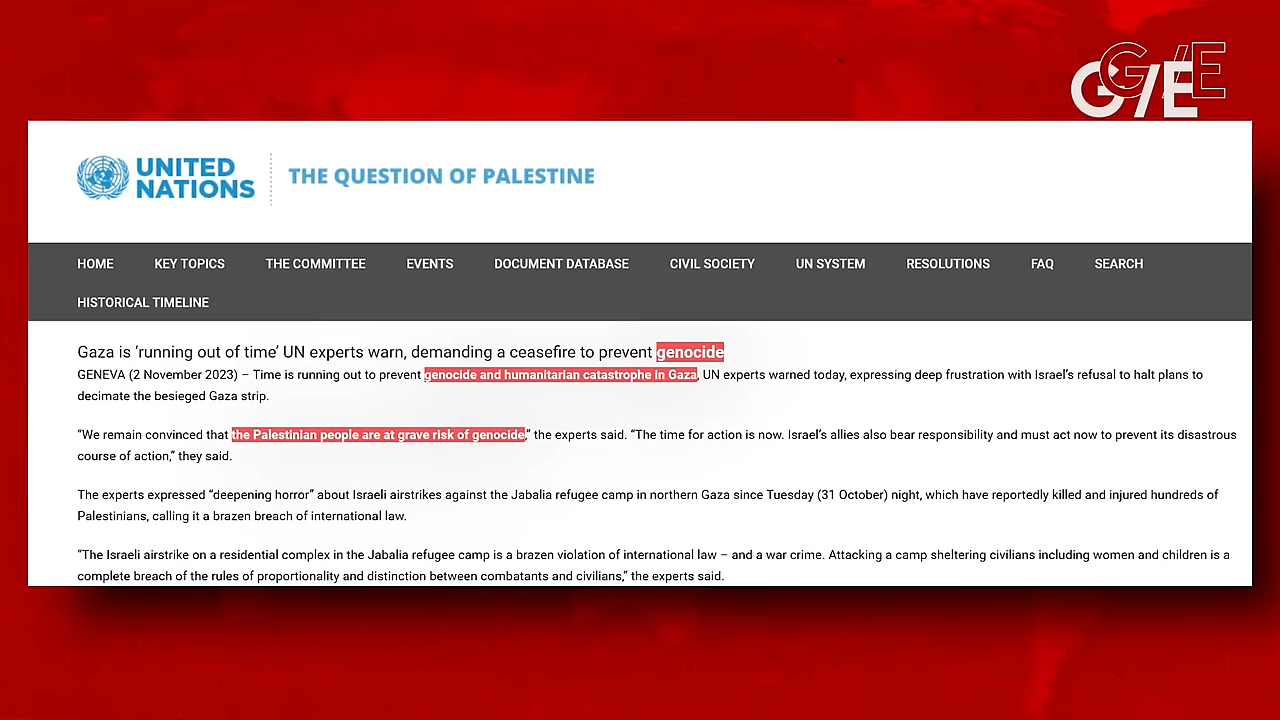 G/E
G/E
UNITED
NATIONS
THE QUESTION OF PALESTINE
HOME KEY TOPICS THE COMMITTEE EVENTS DOCUMENT DATABASE CIVIL SOCIETY UN SYSTEM RESOLUTIONS FAQ SEARCH
HISTORICAL TIMELINE
Gaza is ‘running out of time’ UN experts warn, demanding a ceasefire to prevent genocide
GENEVA (2 November 2023) – Time is running out to prevent genocide and humanitarian catastrophe in Gaza, UN experts warned today, expressing deep frustration with Israel’s refusal to halt plans to
decimate the besieged Gaza strip.
“We remain convinced that the Palestinian people are at grave risk of genocide,” the experts said. “The time for action is now. Israel’s allies also bear responsibility and must act now to prevent its disastrous
course of action,” they said.
The experts expressed “deepening horror” about Israeli airstrikes against the Jabalia refugee camp in northern Gaza since Tuesday (31 October) night, which have reportedly killed and injured hundreds of
Palestinians, calling it a brazen breach of international law.
“The Israeli airstrike on a residential complex in the Jabalia refugee camp is a brazen violation of international law – and a war crime. Attacking a camp sheltering civilians including women and children is a
complete breach of the rules of proportionality and distinction between combatants and civilians,” the experts said.